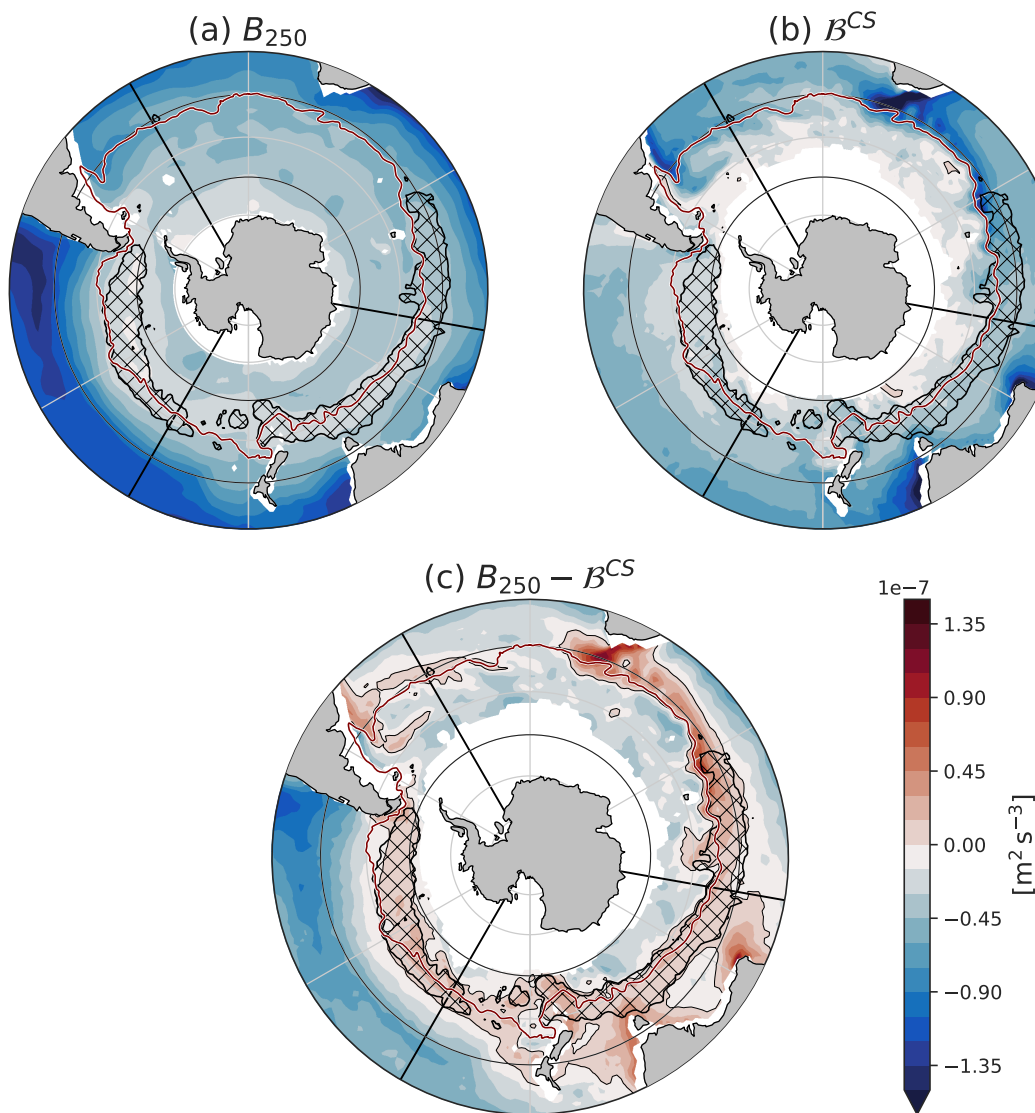 (a) B₂₅₀
(b) ℬᶜˢ
(c) B₂₅₀ − ℬᶜˢ
1e-7
1.35
0.90
0.45
0.00
−0.45
−0.90
−1.35
[m² s⁻³]